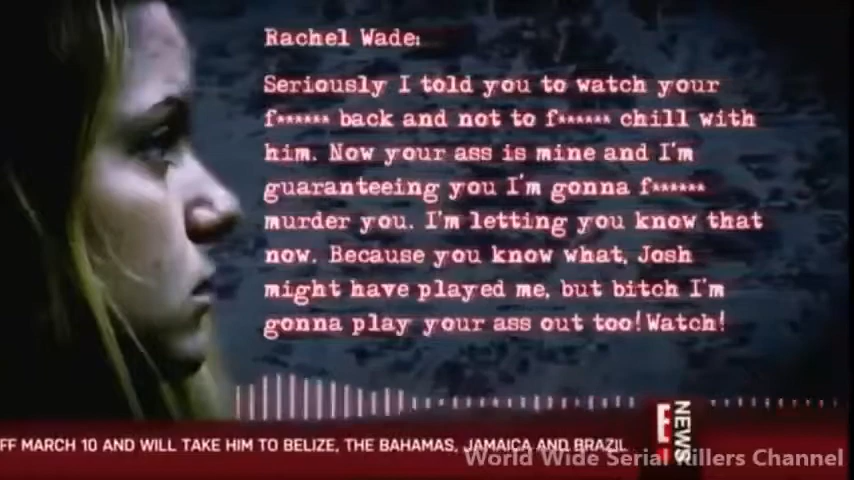 Rachel Wade:
Seriously I told you to watch your
f****** back and not to f****** chill with
him. Now your ass is mine and I'm
guaranteeing you I'm gonna f******
murder you. I'm letting you know that
now. Because you know what, Josh
might have played me, but bitch I'm
gonna play your ass out too! Watch!
FF MARCH 10 AND WILL TAKE HIM TO BELIZE, THE BAHAMAS, JAMAICA AND BRAZIL
E!
NEWS
World Wide Serial Killers Channel